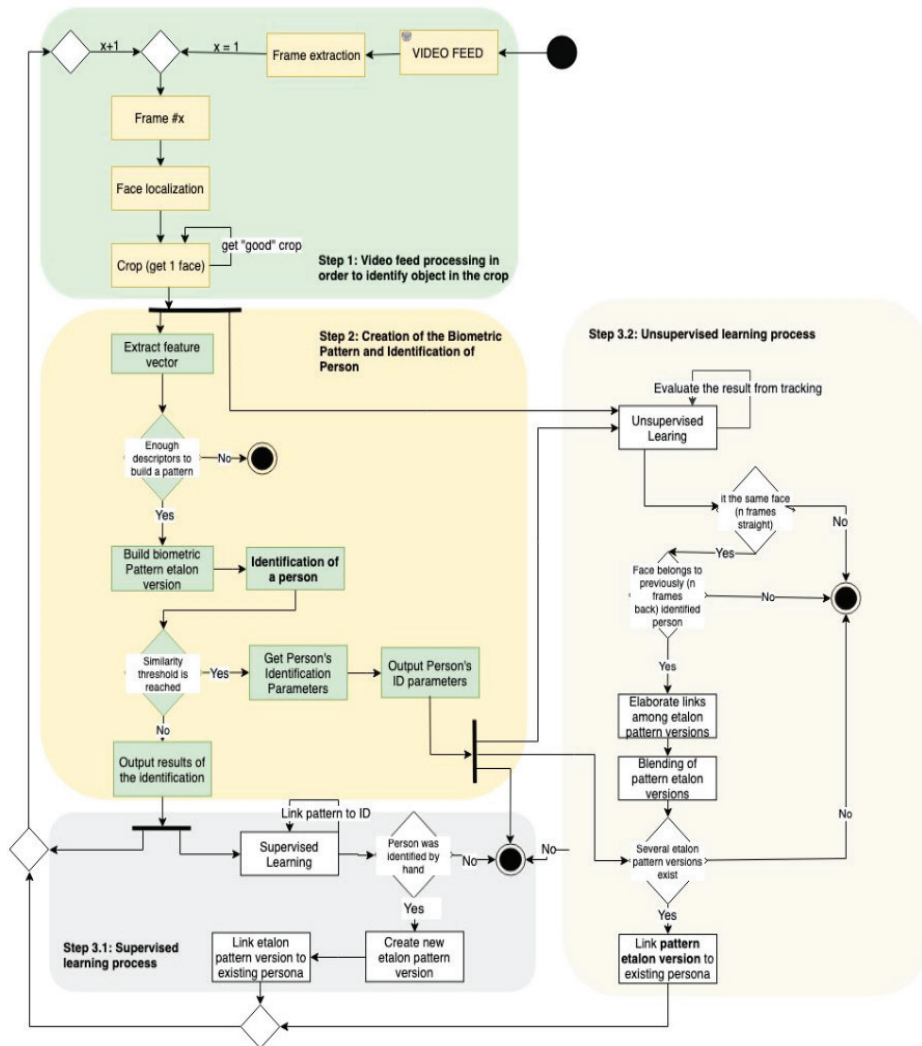 x+1
x = 1
Frame extraction
VIDEO FEED
Frame #x
Face localization
get "good" crop
Crop (get 1 face)
Step 1: Video feed processing in
order to identify object in the crop
Step 2: Creation of the Biometric
Pattern and Identification of
Person
Extract feature
vector
Enough
descriptors to
build a pattern
No
Yes
Build biometric
Pattern etalon
version
Identification of
a person
Similarity
threshold is
reached
Yes
Get Person's
Identification
Parameters
Output Person's
ID parameters
No
Output results of
the identification
Step 3.2: Unsupervised learning process
Evaluate the result from tracking
Unsupervised
Learing
it the same face
(n frames
straight)
No
Yes
Face belongs to
previously (n
frames
back) identified
person
No
Yes
Elaborate links
among etalon
pattern versions
Blending of
pattern etalon
versions
No
Several etalon
pattern versions
exist
Yes
Link pattern
etalon version to
existing persona
Link pattern to ID
Supervised
Learning
Person was
identified by
hand
No
No
Yes
Create new
etalon pattern
version
Link etalon
pattern version to
existing persona
Step 3.1: Supervised
learning process